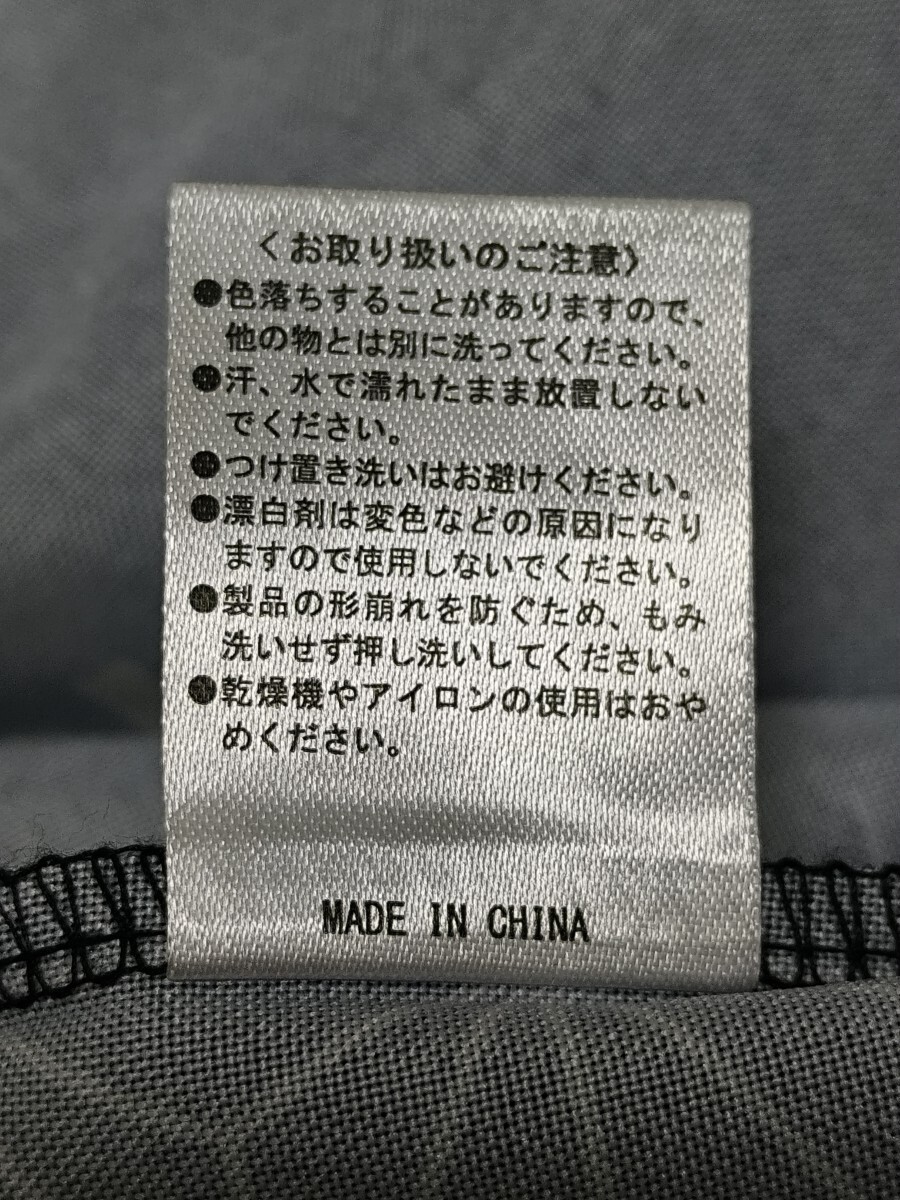 〈お取り扱いのご注意〉
●色落ちすることがありますので、
他の物とは別に洗ってください。
●汗、水で濡れたまま放置しない
でください。
●つけ置き洗いはお避けください。
●漂白剤は変色などの原因になり
ますので使用しないでください。
●製品の形崩れを防ぐため、もみ
洗いせず押し洗いしてください。
●乾燥機やアイロンの使用はおや
めください。
MADE IN CHINA